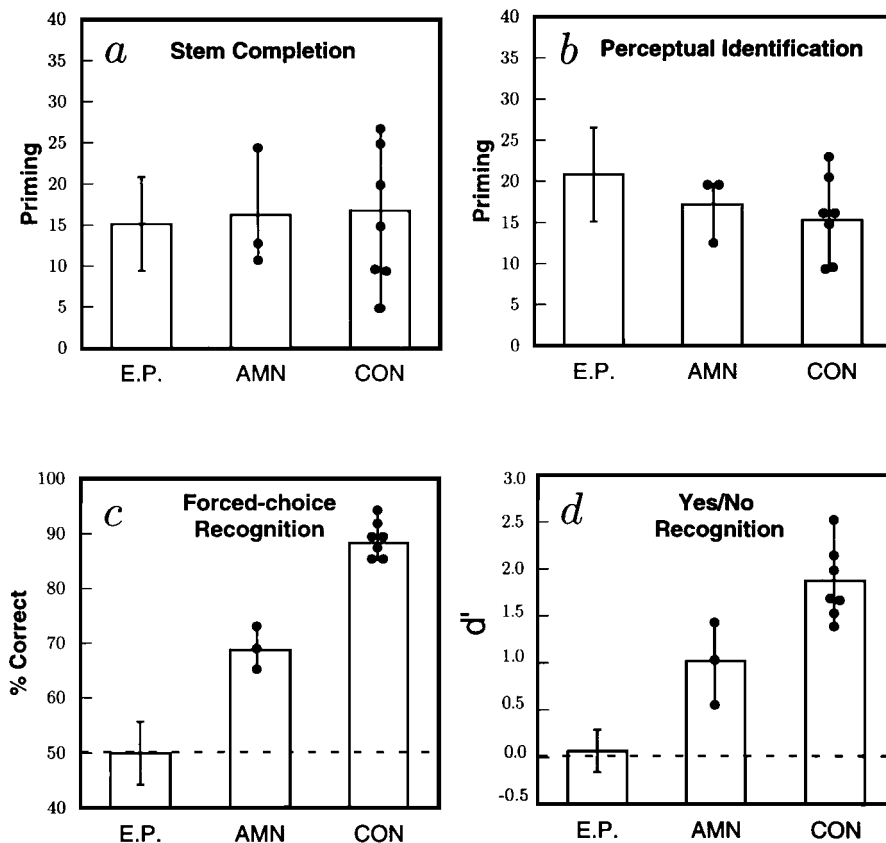 a Stem Completion
Priming
40
35
30
25
20
15
10
5
0
E.P. AMN CON
b Perceptual Identification
Priming
40
35
30
25
20
15
10
5
0
E.P. AMN CON
c Forced-choice
Recognition
% Correct
100
90
80
70
60
50
40
E.P. AMN CON
d Yes/No
Recognition
d'
3.0
2.5
2.0
1.5
1.0
0.5
0.0
-0.5
E.P. AMN CON